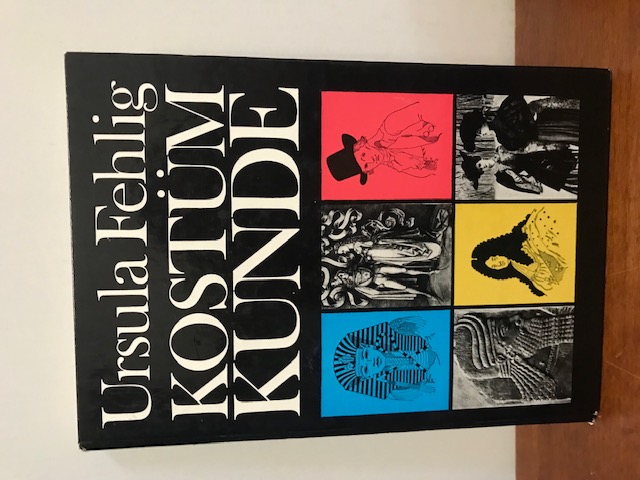 Ursula Fehlig
KOSTÜM
KUNDE